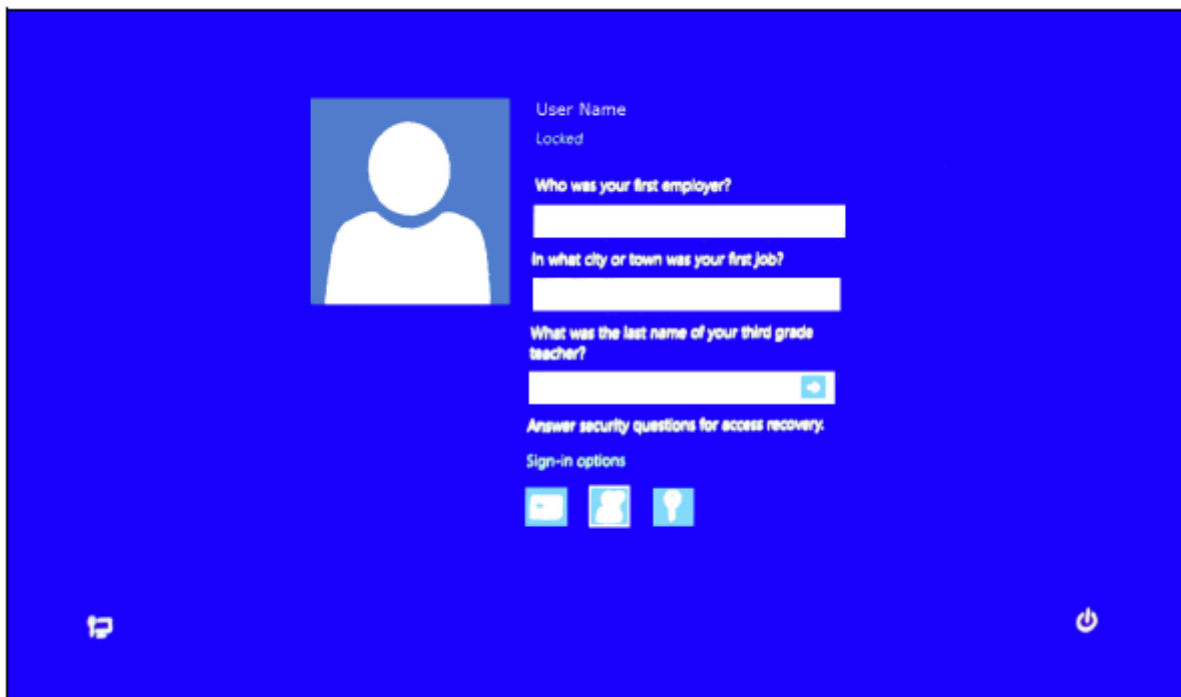 User Name
Locked
Who was your first employer?
In what city or town was your first job?
What was the last name of your third grade
teacher?
Answer security questions for access recovery.
Sign-in options